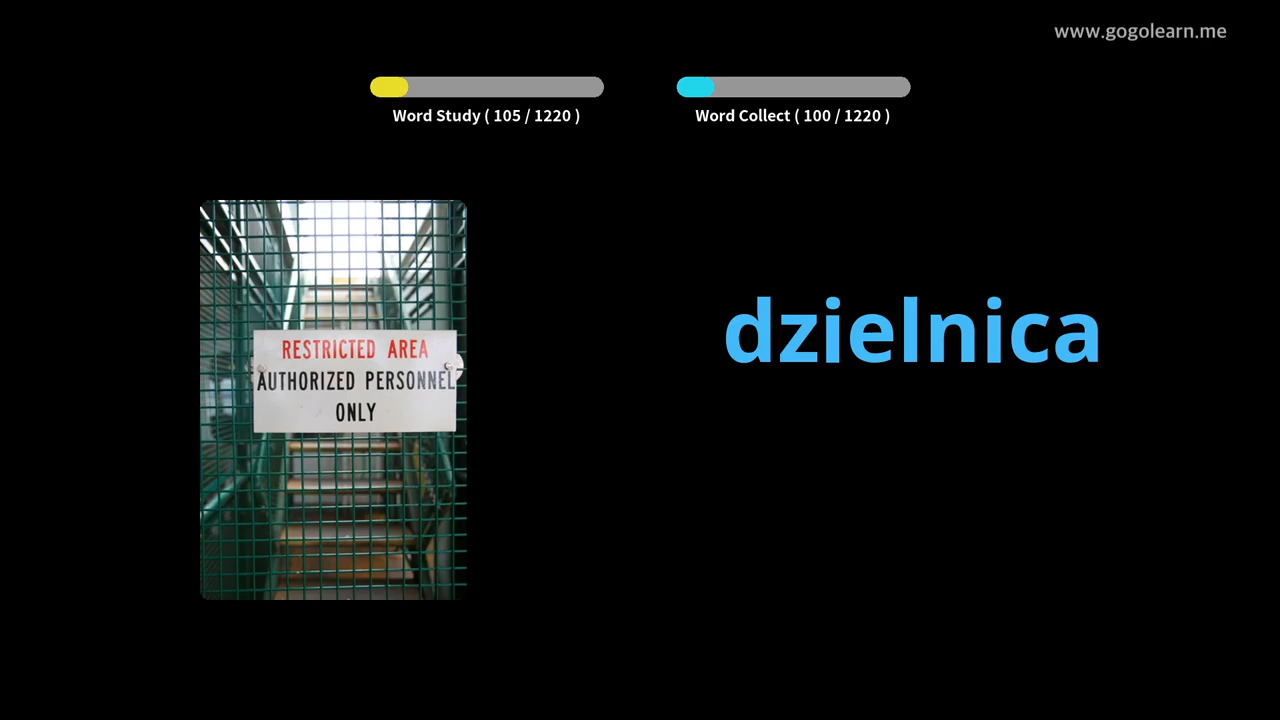 www.gogolearn.me
Word Study ( 105 / 1220 )
Word Collect ( 100 / 1220 )
RESTRICTED AREA
AUTHORIZED PERSONNEL
ONLY
dzielnica